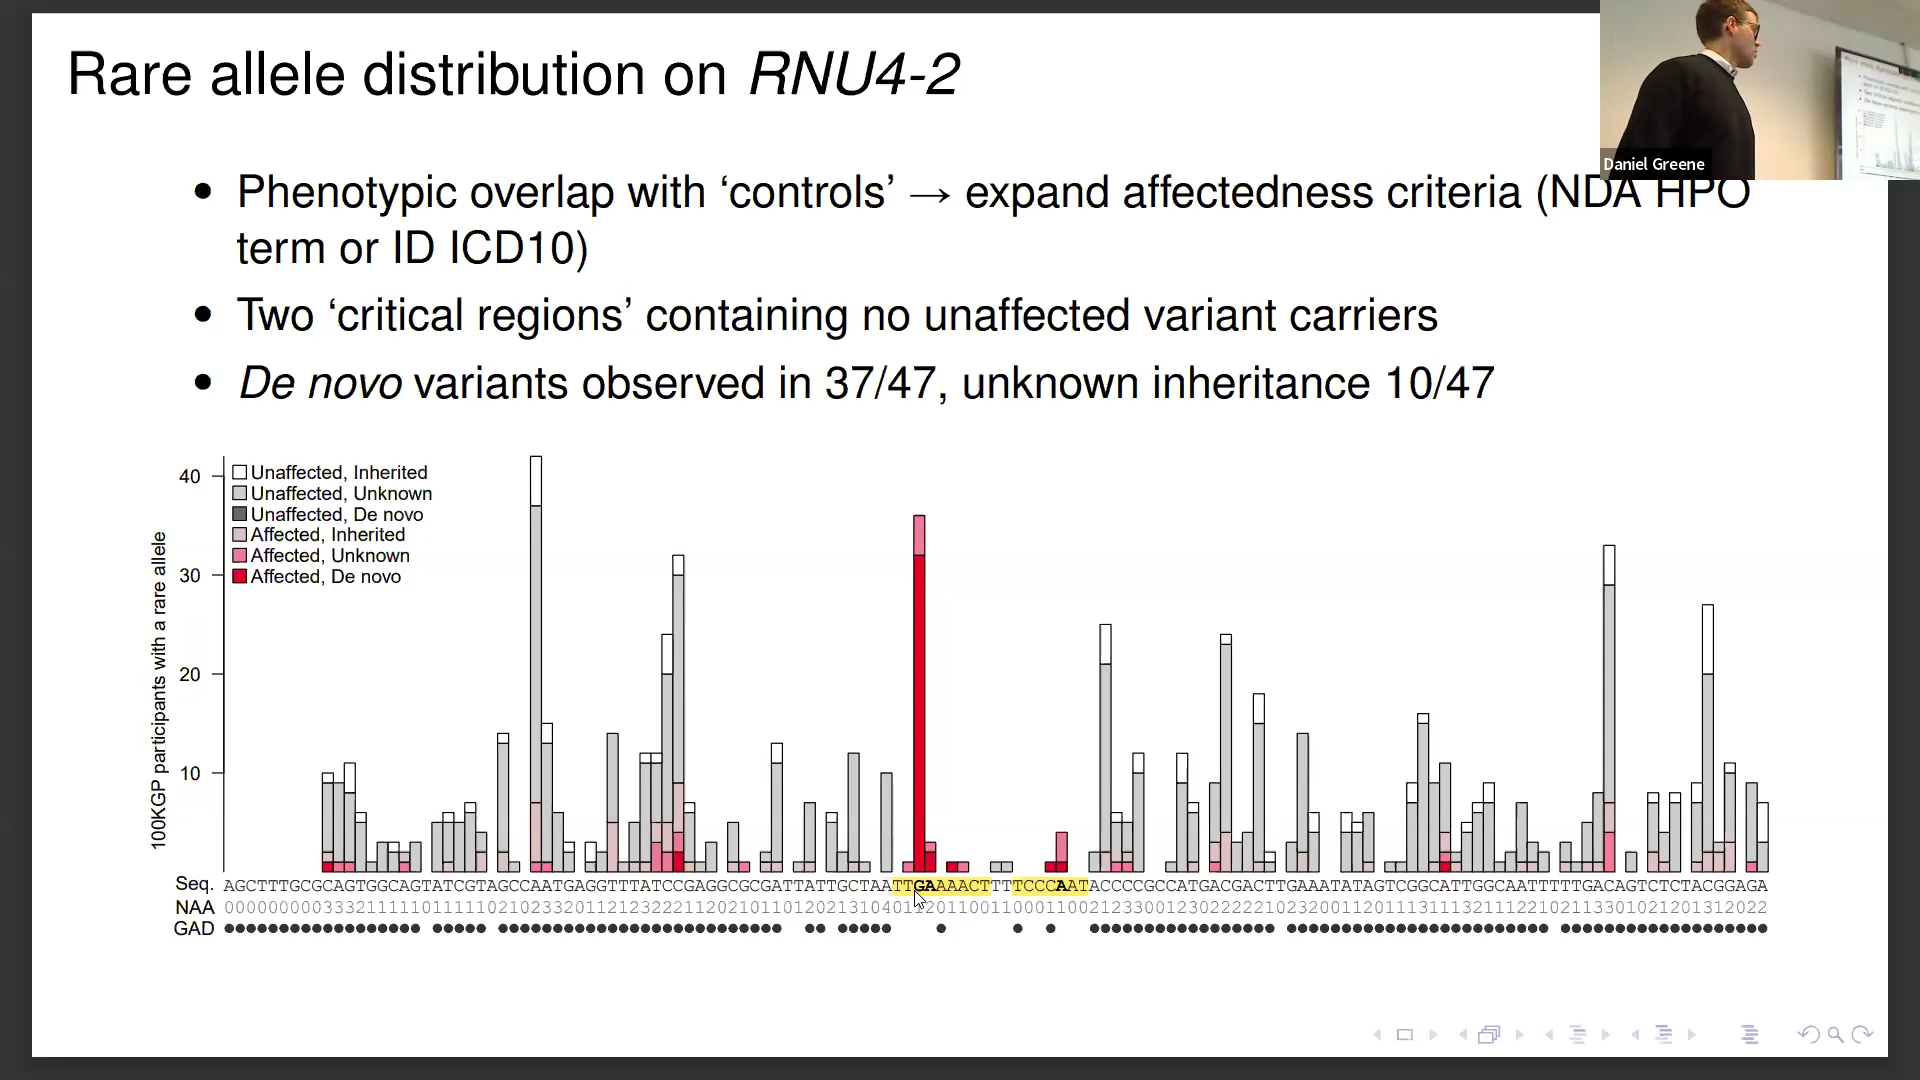 Rare allele distribution on RNU4-2
Daniel Greene
• Phenotypic overlap with ‘controls’ → expand affectedness criteria (NDA HPO
term or ID ICD10)
• Two ‘critical regions’ containing no unaffected variant carriers
• De novo variants observed in 37/47, unknown inheritance 10/47
100KGP participants with a rare allele
40
30
20
10
Unaffected, Inherited
Unaffected, Unknown
Unaffected, De novo
Affected, Inherited
Affected, Unknown
Affected, De novo
Seq.
NAA
GAD